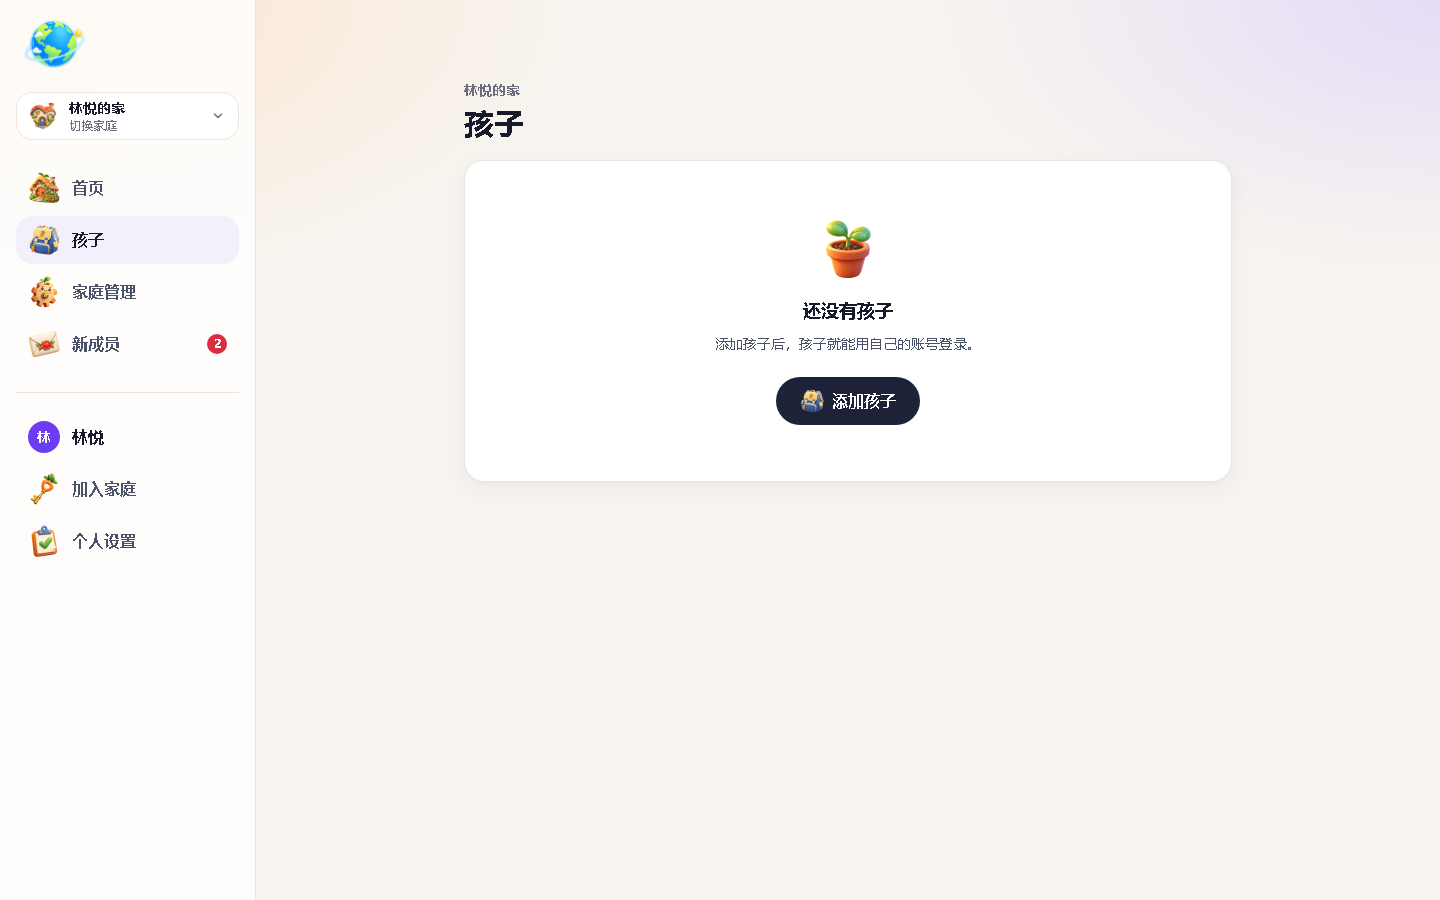 林悦的家
切换家庭
首页
孩子
家庭管理
新成员
2
林
林悦
加入家庭
个人设置
林悦的家
孩子
还没有孩子
添加孩子后，孩子就能用自己的账号登录。
添加孩子